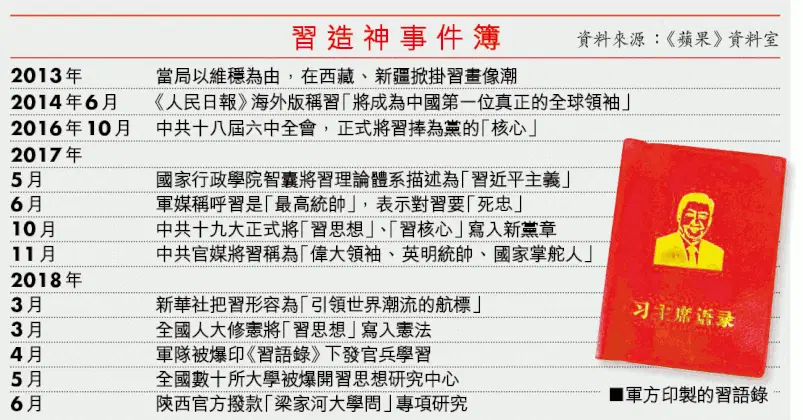 習造神事件簿
資料來源：《蘋果》資料室
2013年 當局以維穩為由，在西藏、新疆掀掛習畫像潮
2014年6月 《人民日報》海外版稱習「將成為中國第一位真正的全球領袖」
2016年10月 中共十八屆六中全會，正式將習捧為黨的「核心」
2017年
5月 國家行政學院智囊將習理論體系描述為「習近平主義」
6月 軍媒稱呼習是「最高統帥」，表示對習要「死忠」
10月 中共十九大正式將「習思想」、「習核心」寫入新黨章
11月 中共官媒將習稱為「偉大領袖、英明統帥、國家掌舵人」
2018年
3月 新華社把習形容為「引領世界潮流的航標」
3月 全國人大修憲將「習思想」寫入憲法
4月 軍隊被爆印《習語錄》下發官兵學習
5月 全國數十所大學被爆開習思想研究中心
6月 陝西官方撥款「梁家河大學問」專項研究
习主席语录
■軍方印製的習語錄